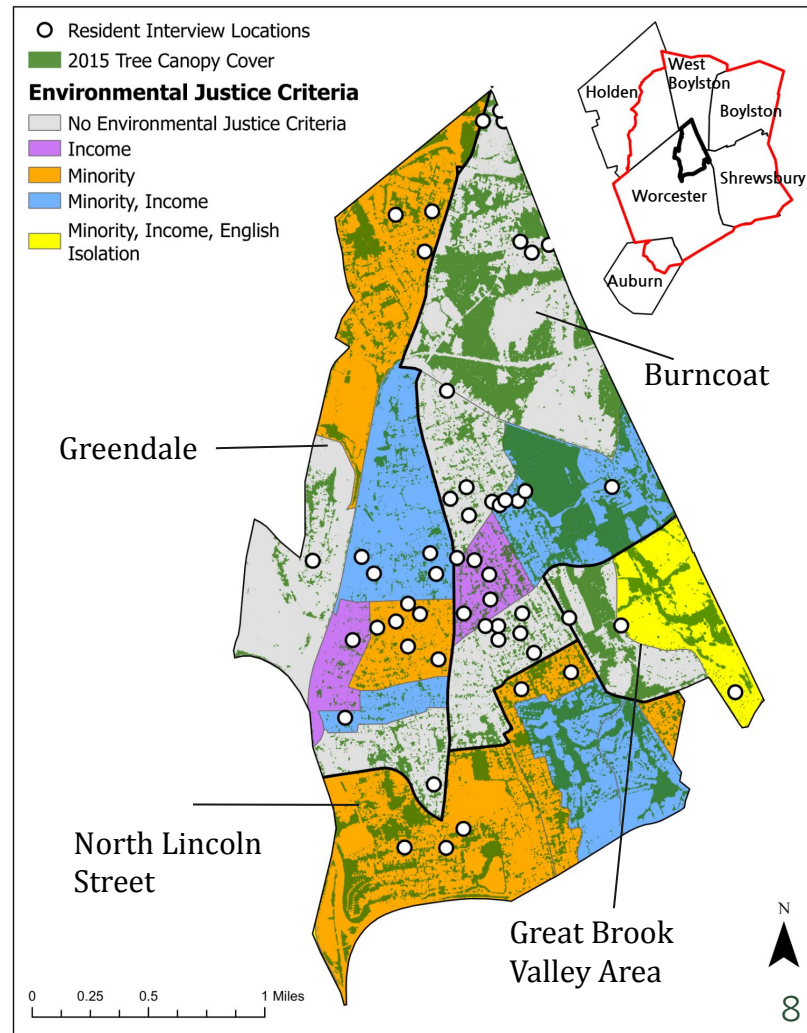 Resident Interview Locations
2015 Tree Canopy Cover
Environmental Justice Criteria
No Environmental Justice Criteria
Income
Minority
Minority, Income
Minority, Income, English
Isolation
Holden
West
Boylston
Boylston
Worcester
Shrewsbury
Auburn
Burncoat
Greendale
North Lincoln
Street
Great Brook
Valley Area
N
0 0.25 0.5 1 Miles
8